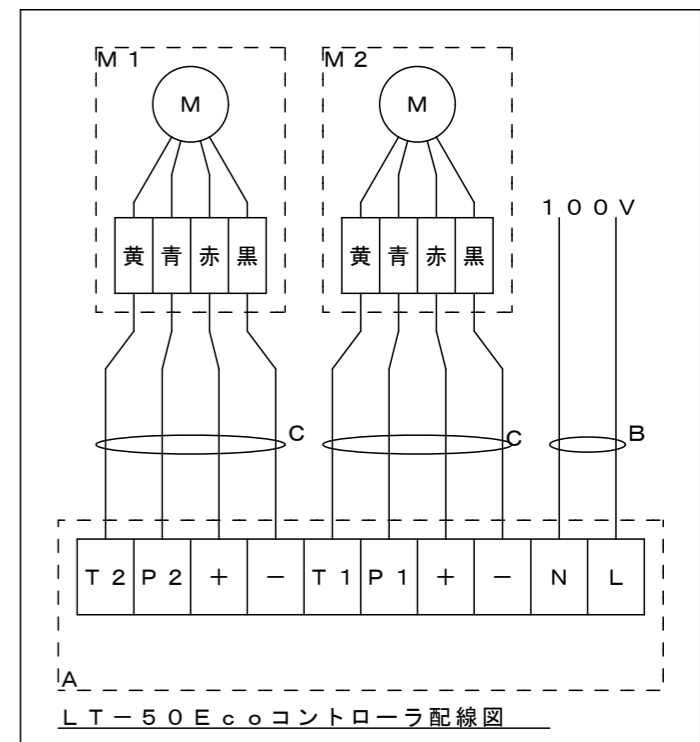 M1 M2
M M
100V
黄 青 赤 黒 黄 青 赤 黒
C C B
T2 P2 + − T1 P1 + − N L
A
LT−50Ecoコントローラ配線図